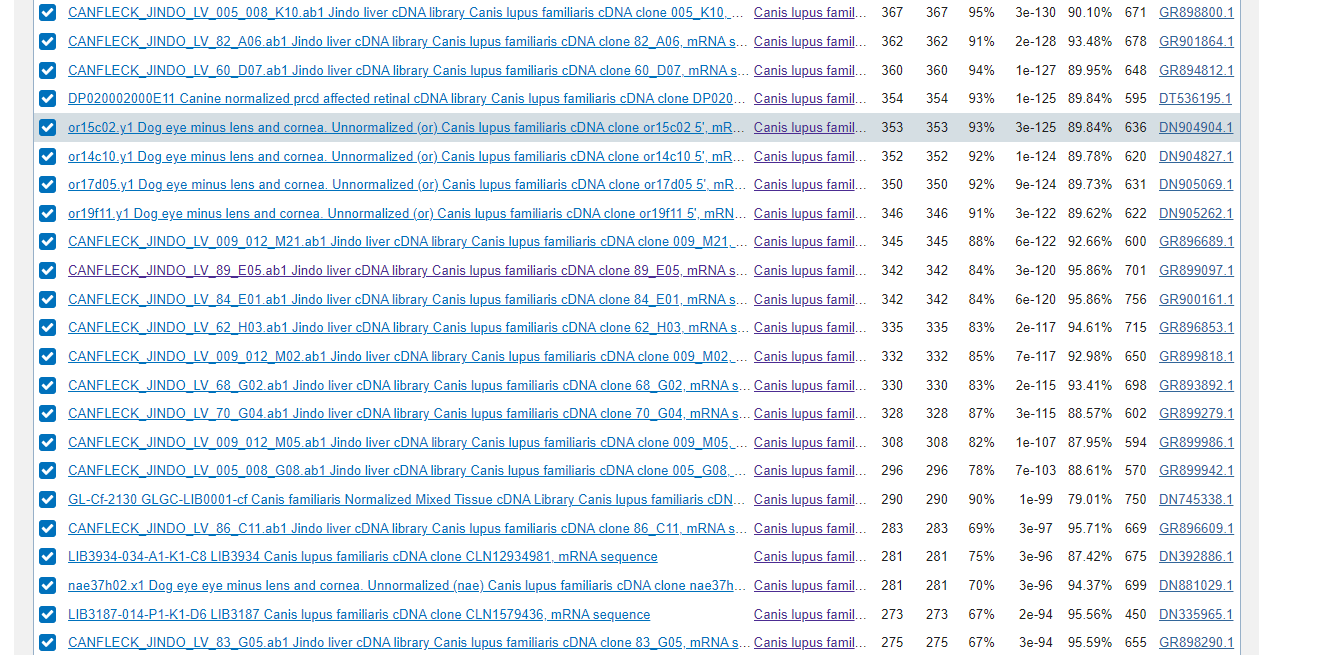 CANFLECK_JINDO_LV_005_008_K10.ab1 Jindo liver cDNA library Canis lupus familiaris cDNA clone 005_K10, ... Canis lupus famil... 367 367 95% 3e-130 90.10% 671 GR898800.1
CANFLECK_JINDO_LV_82_A06.ab1 Jindo liver cDNA library Canis lupus familiaris cDNA clone 82_A06, mRNA s... Canis lupus famil... 362 362 91% 2e-128 93.48% 678 GR901864.1
CANFLECK_JINDO_LV_60_D07.ab1 Jindo liver cDNA library Canis lupus familiaris cDNA clone 60_D07, mRNA s... Canis lupus famil... 360 360 94% 1e-127 89.95% 648 GR894812.1
DP020002000E11 Canine normalized prcd affected retinal cDNA library Canis lupus familiaris cDNA clone DP020... Canis lupus famil... 354 354 93% 1e-125 89.84% 595 DT536195.1
or15c02.y1 Dog eye minus lens and cornea. Unnormalized (or) Canis lupus familiaris cDNA clone or15c02 5', mR... Canis lupus famil... 353 353 93% 3e-125 89.84% 636 DN904904.1
or14c10.y1 Dog eye minus lens and cornea. Unnormalized (or) Canis lupus familiaris cDNA clone or14c10 5', mR... Canis lupus famil... 352 352 92% 1e-124 89.78% 620 DN904827.1
or17d05.y1 Dog eye minus lens and cornea. Unnormalized (or) Canis lupus familiaris cDNA clone or17d05 5', mR... Canis lupus famil... 350 350 92% 9e-124 89.73% 631 DN905069.1
or19f11.y1 Dog eye minus lens and cornea. Unnormalized (or) Canis lupus familiaris cDNA clone or19f11 5', mRN... Canis lupus famil... 346 346 91% 3e-122 89.62% 622 DN905262.1
CANFLECK_JINDO_LV_009_012_M21.ab1 Jindo liver cDNA library Canis lupus familiaris cDNA clone 009_M21, ... Canis lupus famil... 345 345 88% 6e-122 92.66% 600 GR896689.1
CANFLECK_JINDO_LV_89_E05.ab1 Jindo liver cDNA library Canis lupus familiaris cDNA clone 89_E05, mRNA s... Canis lupus famil... 342 342 84% 3e-120 95.86% 701 GR899097.1
CANFLECK_JINDO_LV_84_E01.ab1 Jindo liver cDNA library Canis lupus familiaris cDNA clone 84_E01, mRNA s... Canis lupus famil... 342 342 84% 6e-120 95.86% 756 GR900161.1
CANFLECK_JINDO_LV_62_H03.ab1 Jindo liver cDNA library Canis lupus familiaris cDNA clone 62_H03, mRNA s... Canis lupus famil... 335 335 83% 2e-117 94.61% 715 GR896853.1
CANFLECK_JINDO_LV_009_012_M02.ab1 Jindo liver cDNA library Canis lupus familiaris cDNA clone 009_M02, ... Canis lupus famil... 332 332 85% 7e-117 92.98% 650 GR899818.1
CANFLECK_JINDO_LV_68_G02.ab1 Jindo liver cDNA library Canis lupus familiaris cDNA clone 68_G02, mRNA s... Canis lupus famil... 330 330 83% 2e-115 93.41% 698 GR893892.1
CANFLECK_JINDO_LV_70_G04.ab1 Jindo liver cDNA library Canis lupus familiaris cDNA clone 70_G04, mRNA s... Canis lupus famil... 328 328 87% 3e-115 88.57% 602 GR899279.1
CANFLECK_JINDO_LV_009_012_M05.ab1 Jindo liver cDNA library Canis lupus familiaris cDNA clone 009_M05, ... Canis lupus famil... 308 308 82% 1e-107 87.95% 594 GR899986.1
CANFLECK_JINDO_LV_005_008_G08.ab1 Jindo liver cDNA library Canis lupus familiaris cDNA clone 005_G08, ... Canis lupus famil... 296 296 78% 7e-103 88.61% 570 GR899942.1
GL-Cf-2130 GLGC-LIB0001-cf Canis familiaris Normalized Mixed Tissue cDNA Library Canis lupus familiaris cDN... Canis lupus famil... 290 290 90% 1e-99 79.01% 750 DN745338.1
CANFLECK_JINDO_LV_86_C11.ab1 Jindo liver cDNA library Canis lupus familiaris cDNA clone 86_C11, mRNA s... Canis lupus famil... 283 283 69% 3e-97 95.71% 669 GR896609.1
LIB3934-034-A1-K1-C8 LIB3934 Canis lupus familiaris cDNA clone CLN12934981, mRNA sequence Canis lupus famil... 281 281 75% 3e-96 87.42% 675 DN392886.1
nae37h02.x1 Dog eye eye minus lens and cornea. Unnormalized (nae) Canis lupus familiaris cDNA clone nae37h... Canis lupus famil... 281 281 70% 3e-96 94.37% 699 DN881029.1
LIB3187-014-P1-K1-D6 LIB3187 Canis lupus familiaris cDNA clone CLN1579436, mRNA sequence Canis lupus famil... 273 273 67% 2e-94 95.56% 450 DN335965.1
CANFLECK_JINDO_LV_83_G05.ab1 Jindo liver cDNA library Canis lupus familiaris cDNA clone 83_G05, mRNA s... Canis lupus famil... 275 275 67% 3e-94 95.59% 655 GR898290.1